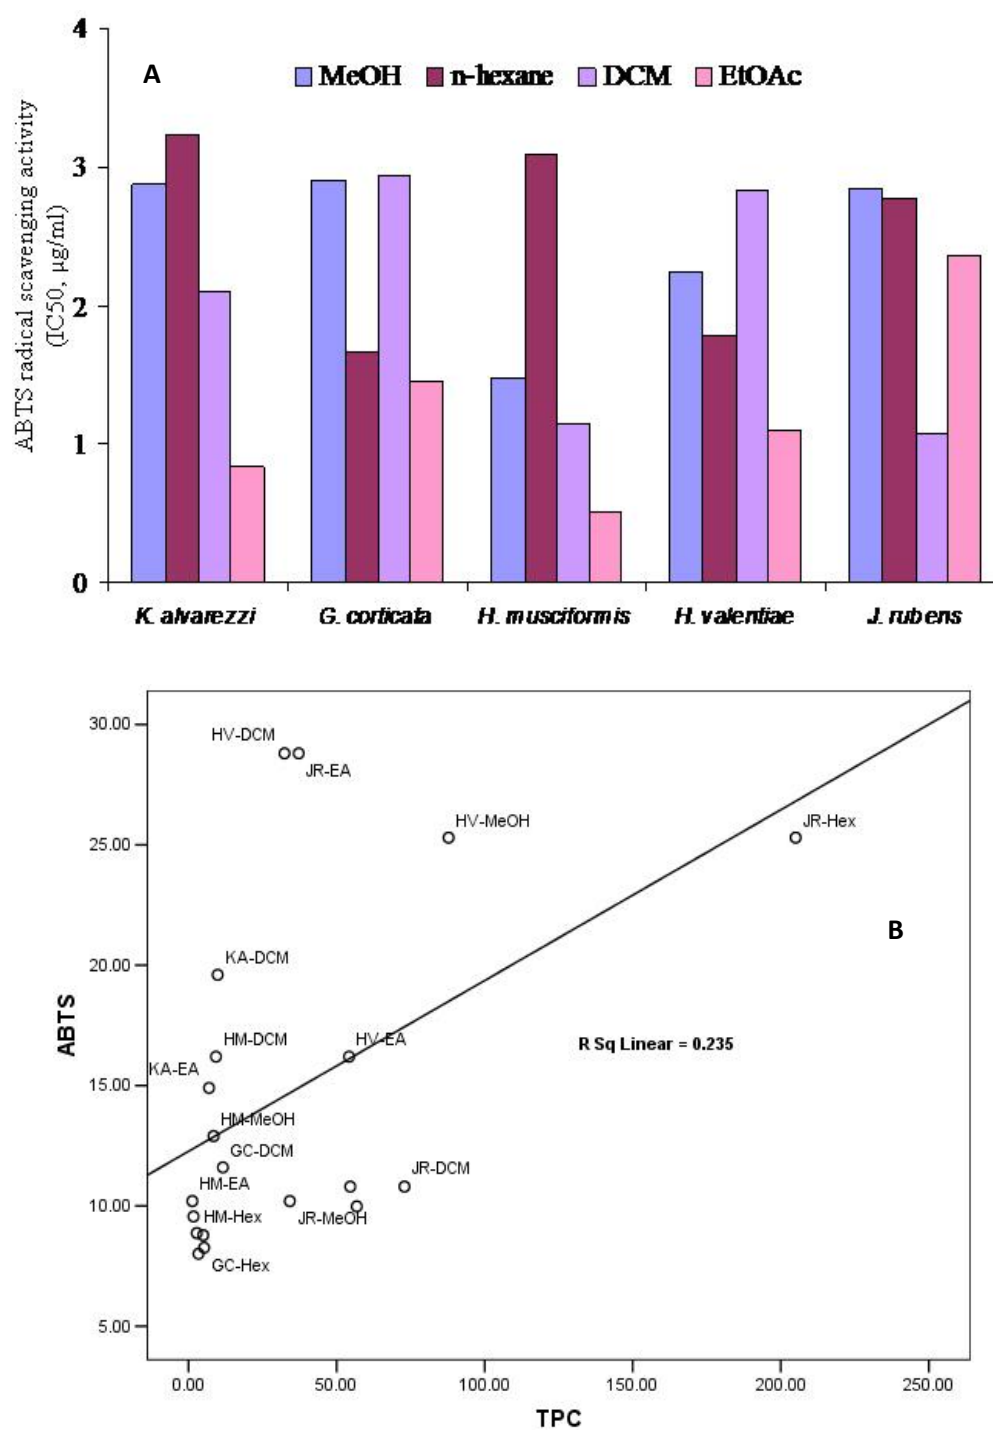 4
A
MeOH n-hexane DCM EtOAc
ABTS radical scavenging activity
(IC50, µg/ml)
3
2
1
0
K. alvarezzi G. corticata H. musciformis H. valentiae J. rubens
30.00
HV-DCM
JR-EA
HV-MeOH
JR-Hex
25.00
B
KA-DCM
20.00
ABTS
HM-DCM
HV-EA
R Sq Linear = 0.235
KA-EA
15.00
HM-MeOH
GC-DCM
JR-DCM
HM-EA
10.00
HM-Hex
JR-MeOH
GC-Hex
5.00
0.00 50.00 100.00 150.00 200.00 250.00
TPC